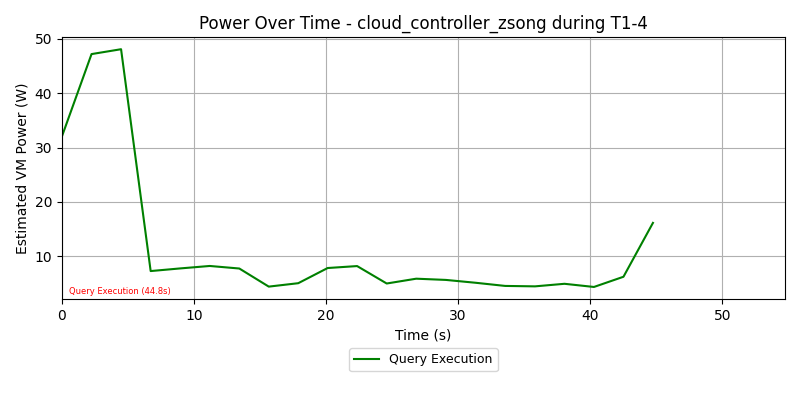 Power Over Time - cloud_controller_zsong during T1-4
Estimated VM Power (W)
50
40
30
20
10
Query Execution (44.8s)
0 10 20 30 40 50
Time (s)
Query Execution